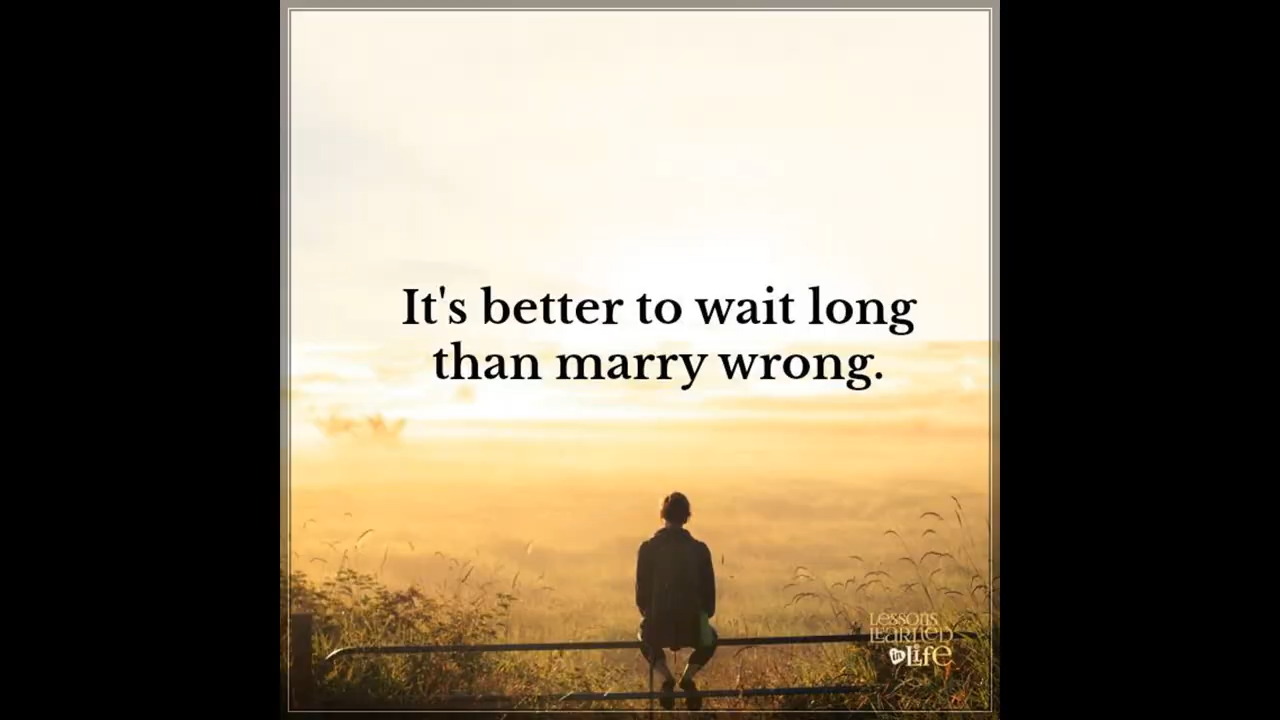 It's better to wait long
than marry wrong.
Lessons
Learned
in Life